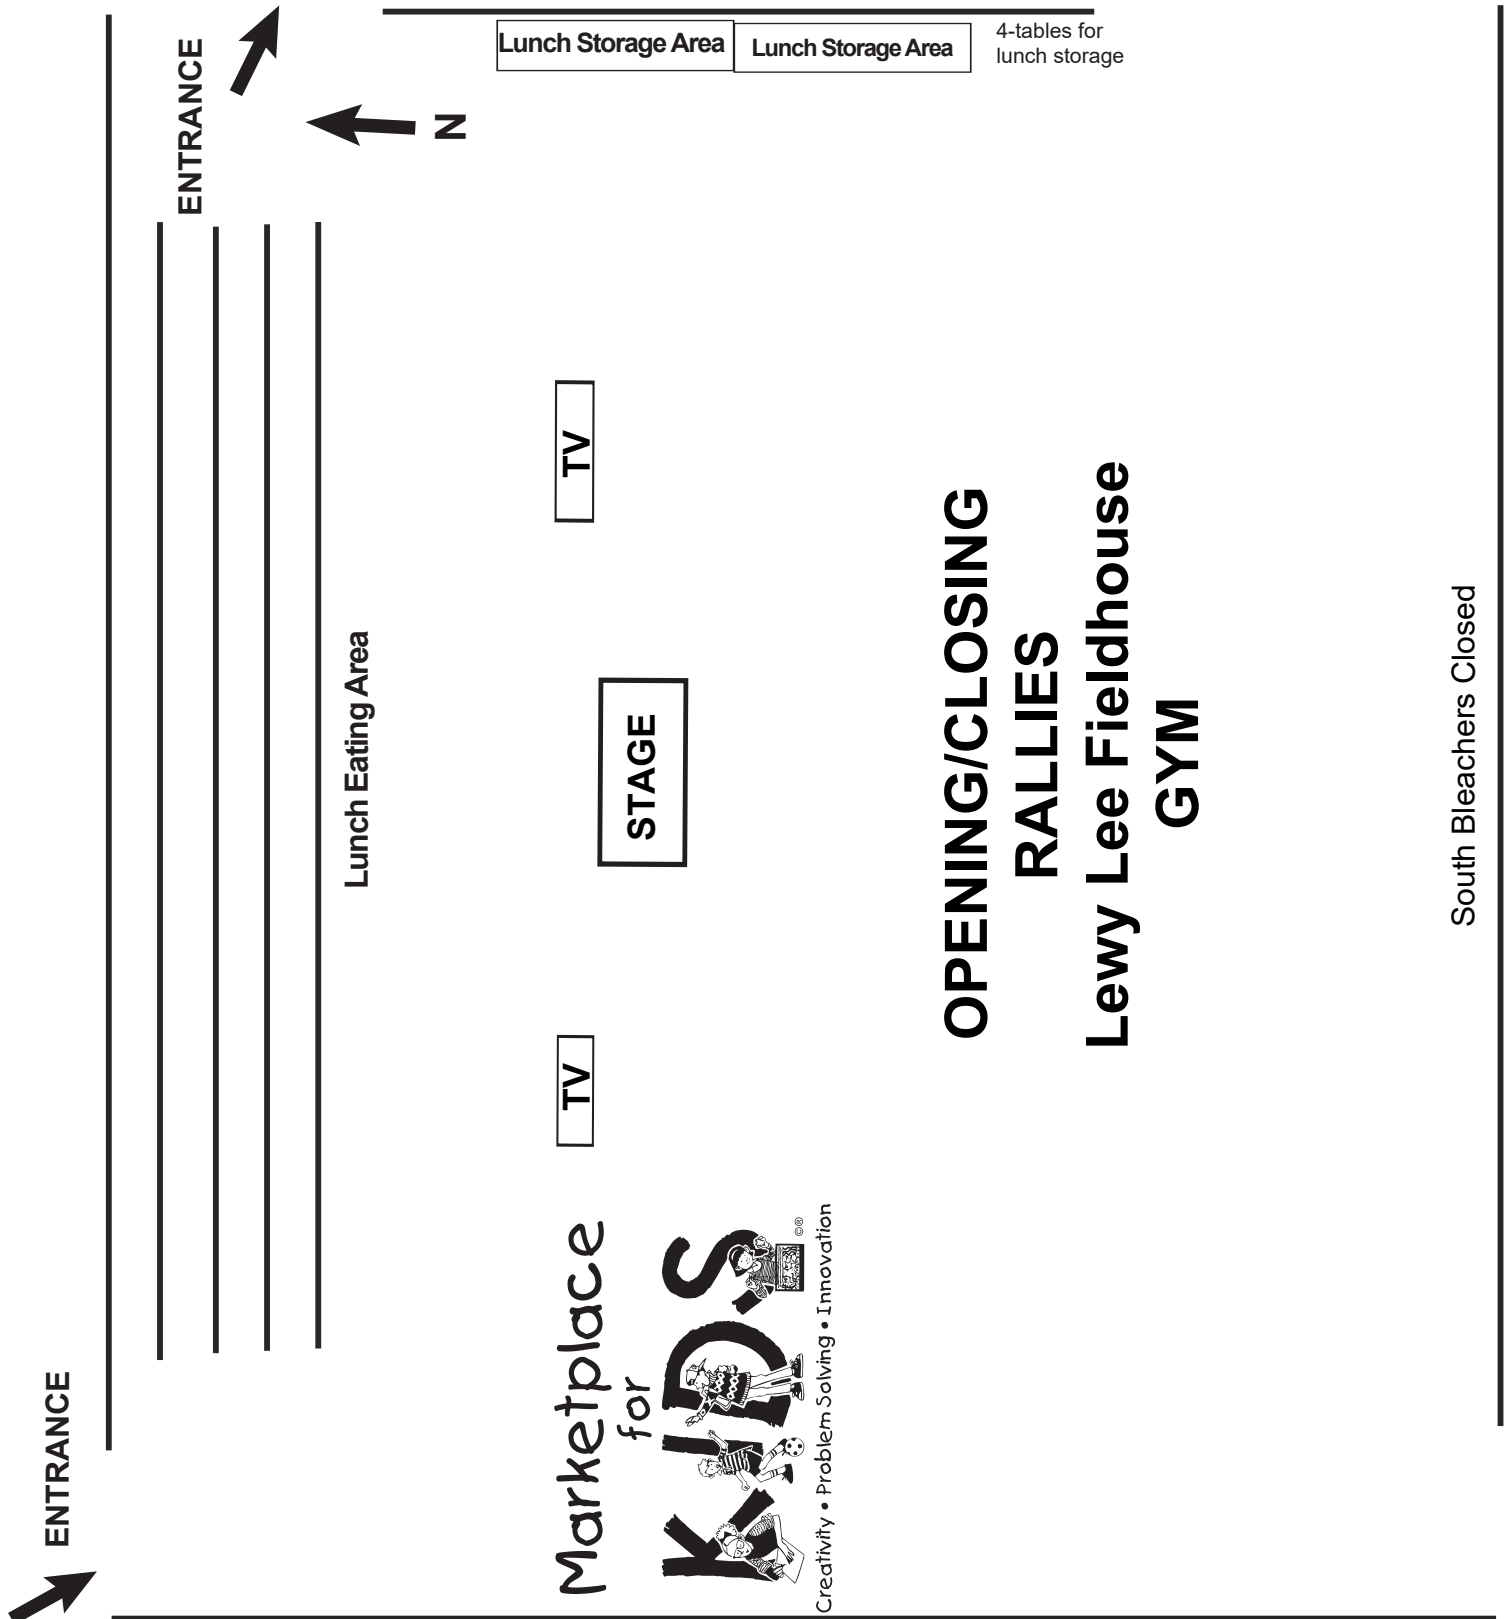 ENTRANCE
N
Lunch Storage Area
Lunch Storage Area
4-tables for
lunch storage
Lunch Eating Area
TV
STAGE
TV
OPENING/CLOSING
RALLIES
Lewy Lee Fieldhouse
GYM
South Bleachers Closed
ENTRANCE
Marketplace
for
KIDS
©®
Creativity • Problem Solving • Innovation